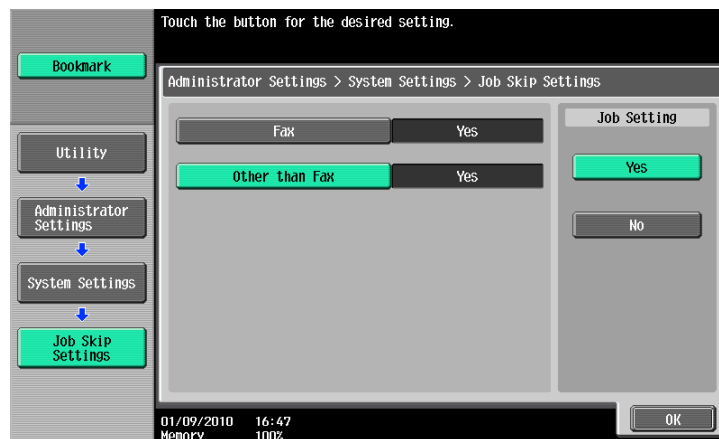 Touch the button for the desired setting.
Bookmark
Administrator Settings > System Settings > Job Skip Settings
Fax Yes
Job Setting
Utility
Other than Fax Yes
Yes
Administrator
Settings
No
System Settings
Job Skip
Settings
01/09/2010 16:47
Memory 100%
OK